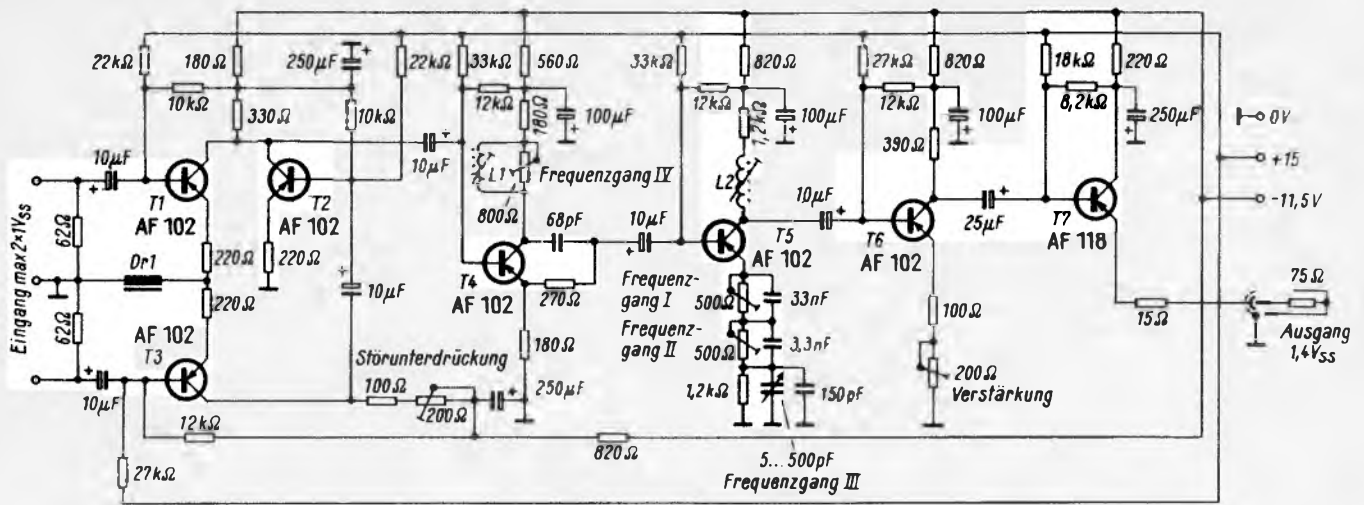 22kΩ
180Ω
250µF
+
22kΩ
33kΩ
560Ω
33kΩ
820Ω
27kΩ
820Ω
18kΩ
220Ω
10kΩ
330Ω
10kΩ
12kΩ
180Ω
100µF
+
12kΩ
1,2kΩ
100µF
+
12kΩ
390Ω
100µF
+
8,2kΩ
250µF
+
0V
+15
-11,5V
Eingang max 2×1Vss
10µF
+
T1
AF 102
T2
AF 102
10µF
+
L1
Frequenzgang IV
800Ω
L2
62Ω
62Ω
Dr1
220Ω
220Ω
220Ω
AF 102
T3
10µF
+
10µF
+
T4
AF 102
68pF
270Ω
10µF
+
T5
AF 102
10µF
+
T6
AF 102
25µF
+
T7
AF 118
Frequenz-
gang I
500Ω
33nF
Frequenz-
gang II
500Ω
3,3nF
1,2kΩ
150pF
5...500pF
Frequenzgang III
100Ω
200Ω
Verstärkung
15Ω
75Ω
Ausgang
1,4Vss
Störunterdrückung
100Ω
200Ω
+
250µF
180Ω
12kΩ
820Ω
27kΩ